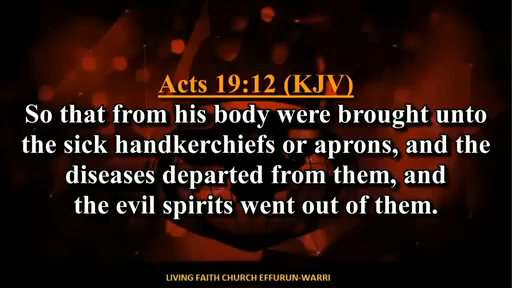 Acts 19:12 (KJV)
So that from his body were brought unto
the sick handkerchiefs or aprons, and the
diseases departed from them, and
the evil spirits went out of them.
LIVING FAITH CHURCH EFFURUN-WARRI